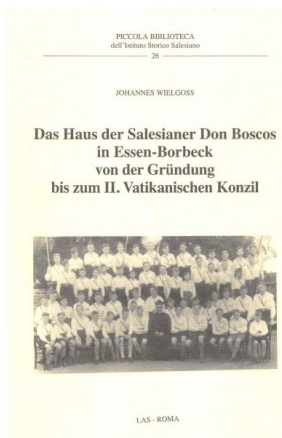 PICCOLA BIBLIOTECA
dell'Istituto Storico Salesiano
26
JOHANNES WIELGOSS
Das Haus der Salesianer Don Boscos
in Essen-Borbeck
von der Gründung
bis zum II. Vatikanischen Konzil
LAS - ROMA